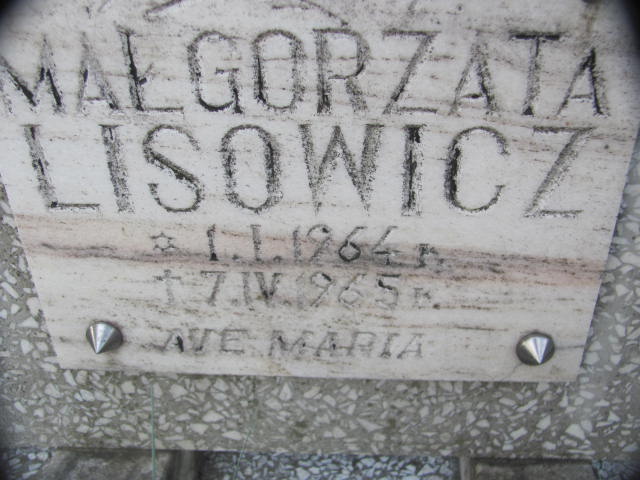 MAŁGORZATA
LISOWICZ
✡ 1.I.1964 r.
† 7.IV.1965 r.
AVE MARIA